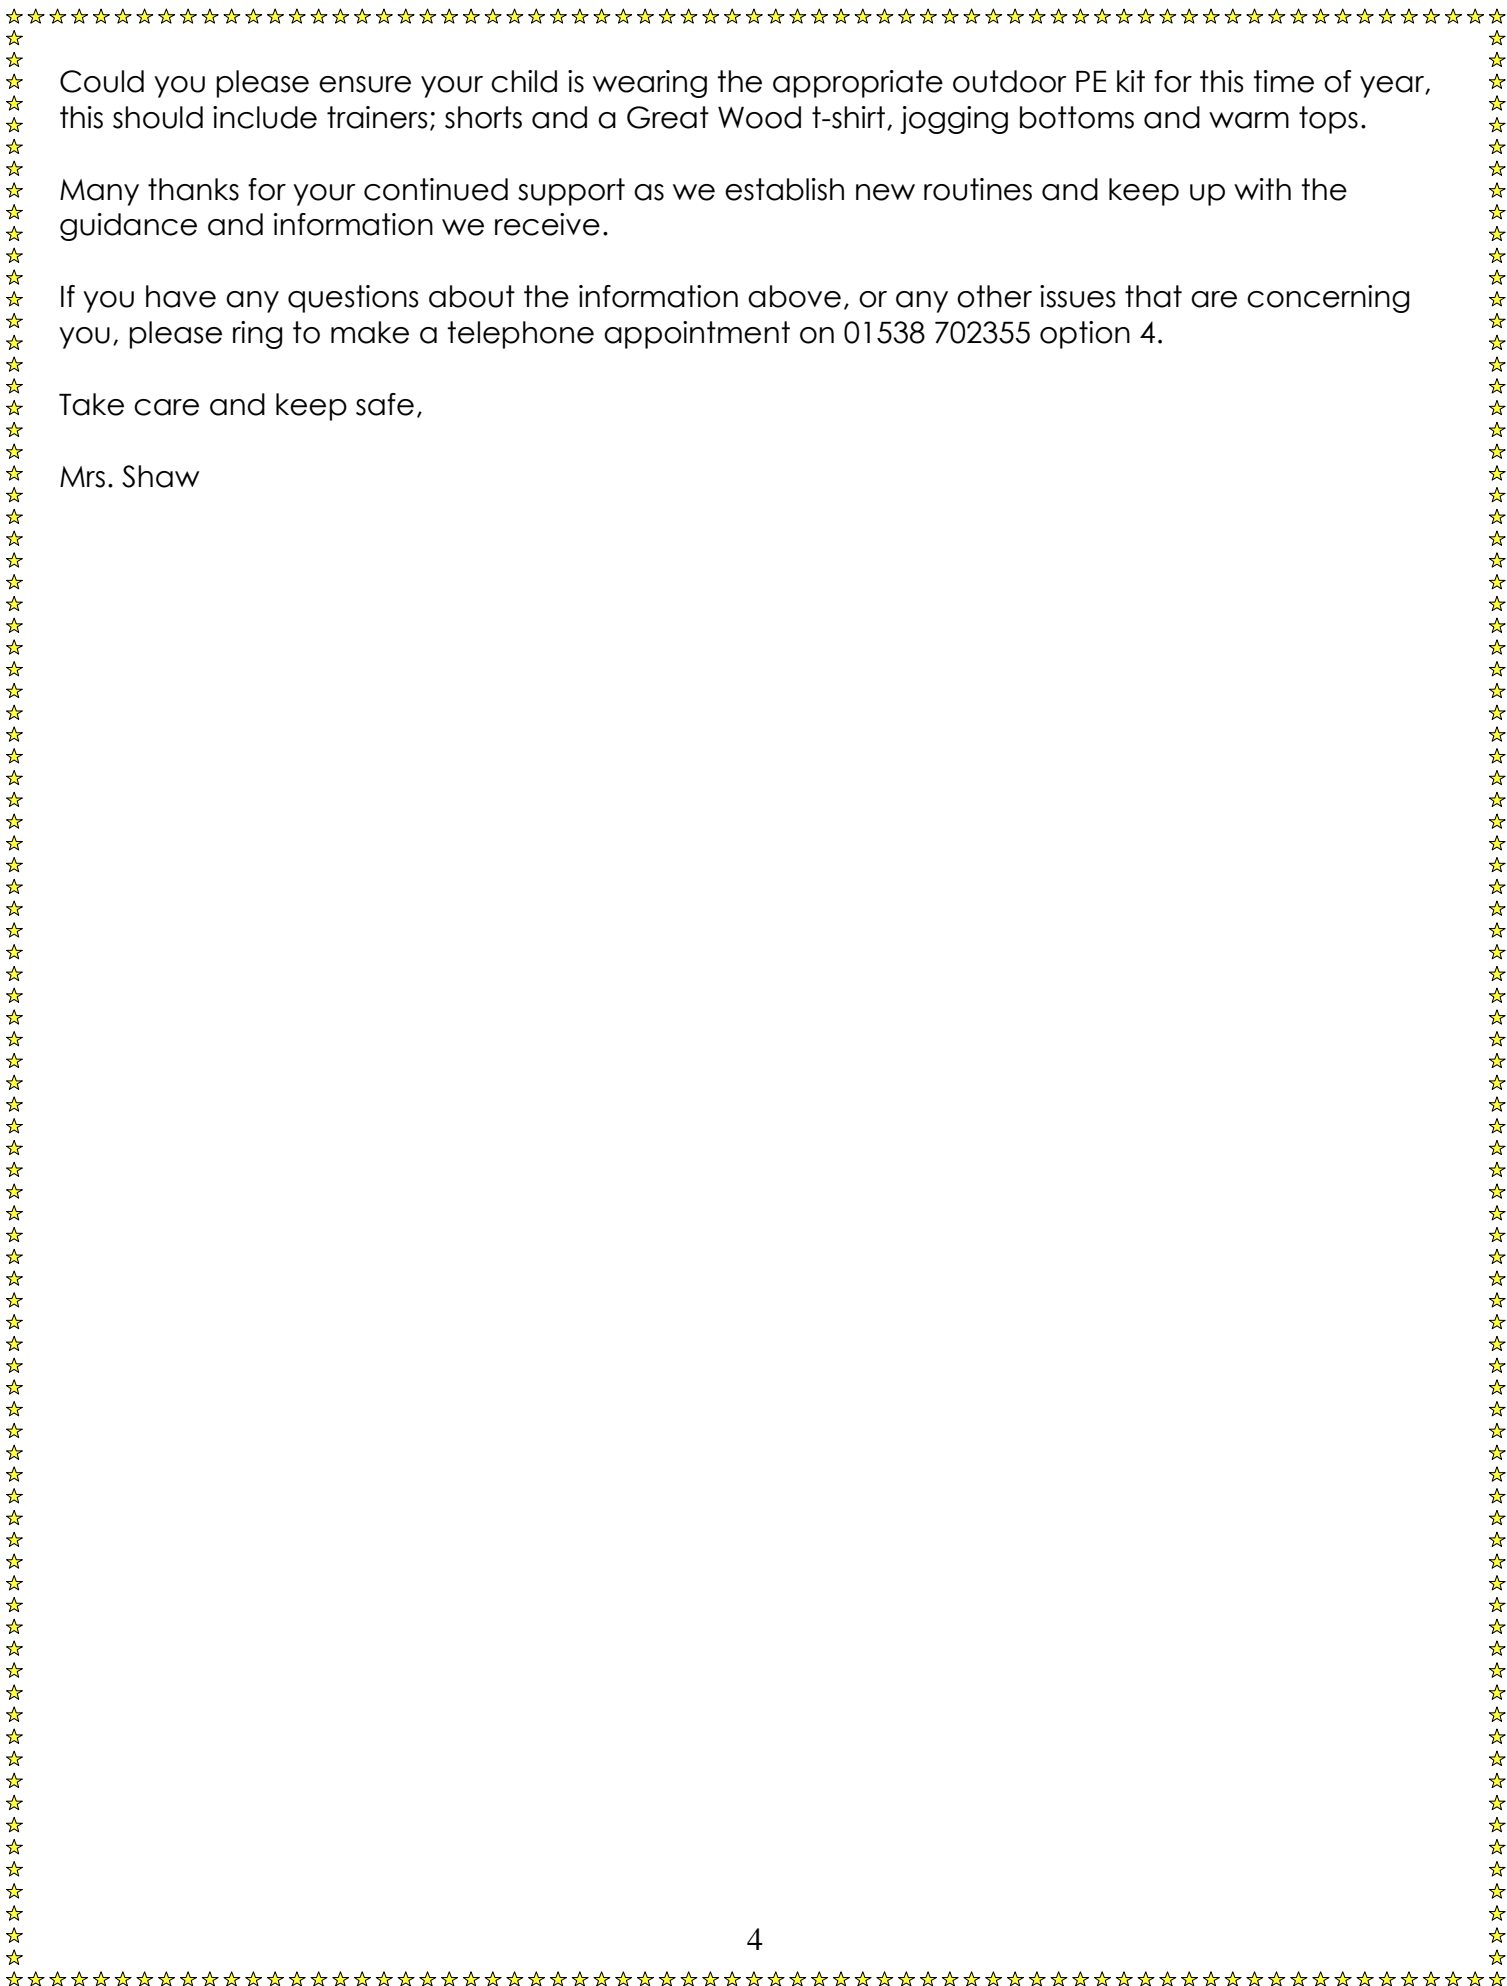 Could you please ensure your child is wearing the appropriate outdoor PE kit for this time of year,
this should include trainers; shorts and a Great Wood t-shirt, jogging bottoms and warm tops.
Many thanks for your continued support as we establish new routines and keep up with the
guidance and information we receive.
If you have any questions about the information above, or any other issues that are concerning
you, please ring to make a telephone appointment on 01538 702355 option 4.
Take care and keep safe,
Mrs. Shaw
4